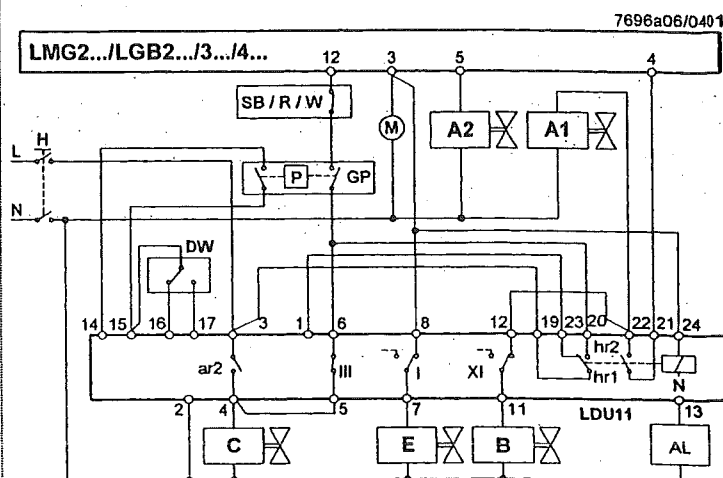 7696a06/0401
LMG2.../LGB2.../3.../4...
12 3 5 4
SB / R / W
M A2 A1
H
L
P GP
N
DW
14 15 16 17 3 1 6 8 12 19 23 20 22 21 24
ar2 III I XI hr2 hr1 N
2 4 5 7 11 LDU11 13
C E B AL